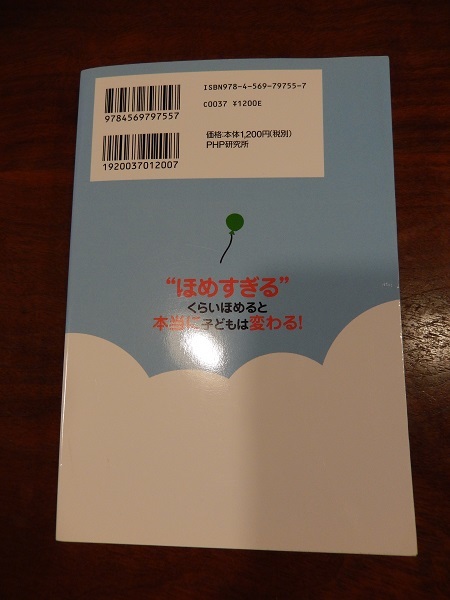 ISBN978-4-569-79755-7
C0037 ¥1200E
9784569797557
価格:本体1,200円(税別)
PHP研究所
1920037012007
“ほめすぎる”
くらいほめると
本当に子どもは変わる!